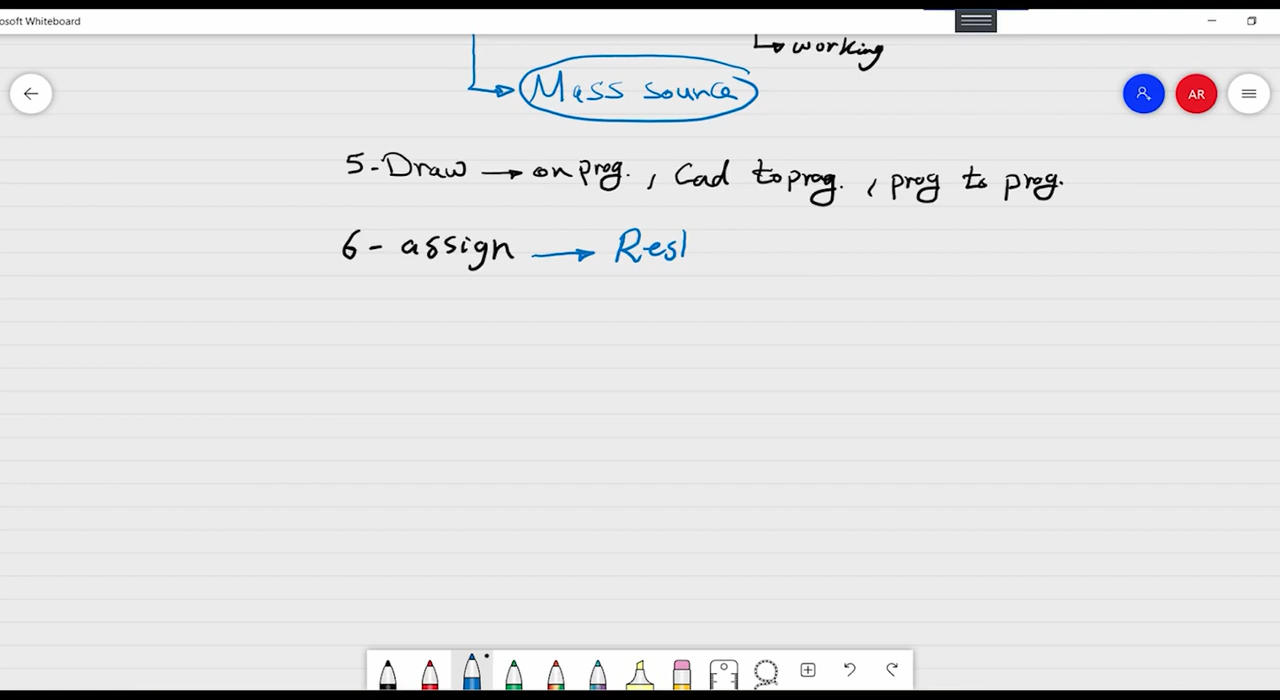 osoft Whiteboard
↳ working
Mass source
AR
5-Draw → on prog. , Cad to prog. , prog to prog.
6- assign → Resl